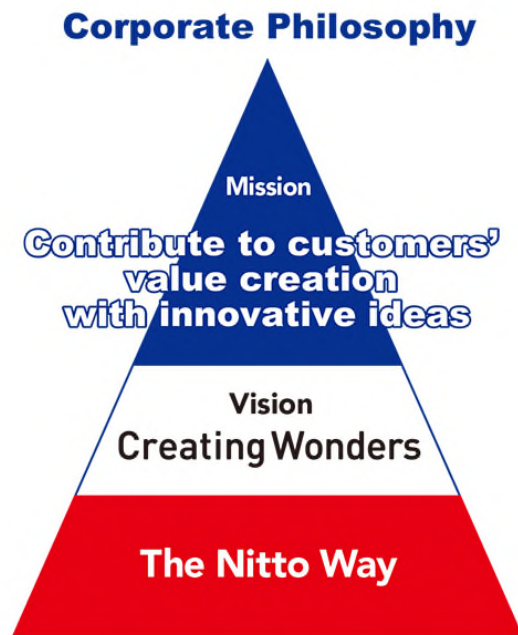 Corporate Philosophy
Mission
Contribute to customers’
value creation
with innovative ideas
Vision
Creating Wonders
The Nitto Way